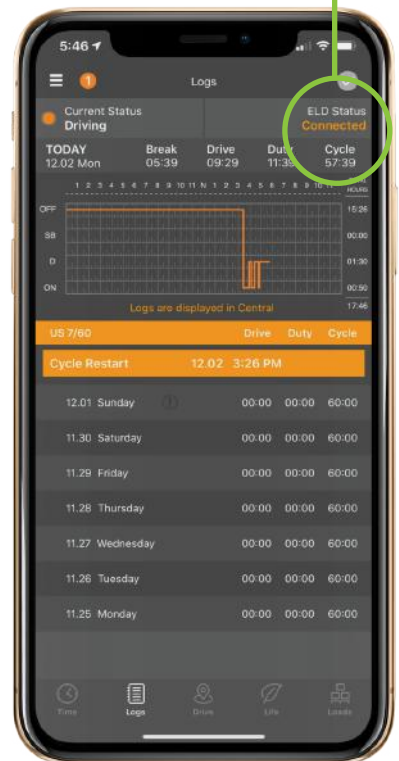 5:46
1 Logs
Current Status
Driving
ELD Status
Connected
TODAY Break Drive Duty Cycle
12.02 Mon 05:39 09:29 11:39 57:39
1 2 3 4 5 6 7 8 9 10 11 N 1 2 3 4 5 6 7 8 9 10
HOURS
OFF 15:26
SB 00:00
D 01:30
ON 00:50
Logs are displayed in Central 17:46
US 7/60 Drive Duty Cycle
Cycle Restart 12.02 3:26 PM
12.01 Sunday 00:00 00:00 60:00
11.30 Saturday 00:00 00:00 60:00
11.29 Friday 00:00 00:00 60:00
11.28 Thursday 00:00 00:00 60:00
11.27 Wednesday 00:00 00:00 60:00
11.26 Tuesday 00:00 00:00 60:00
11.25 Monday 00:00 00:00 60:00
Time Logs Drive Life Loads